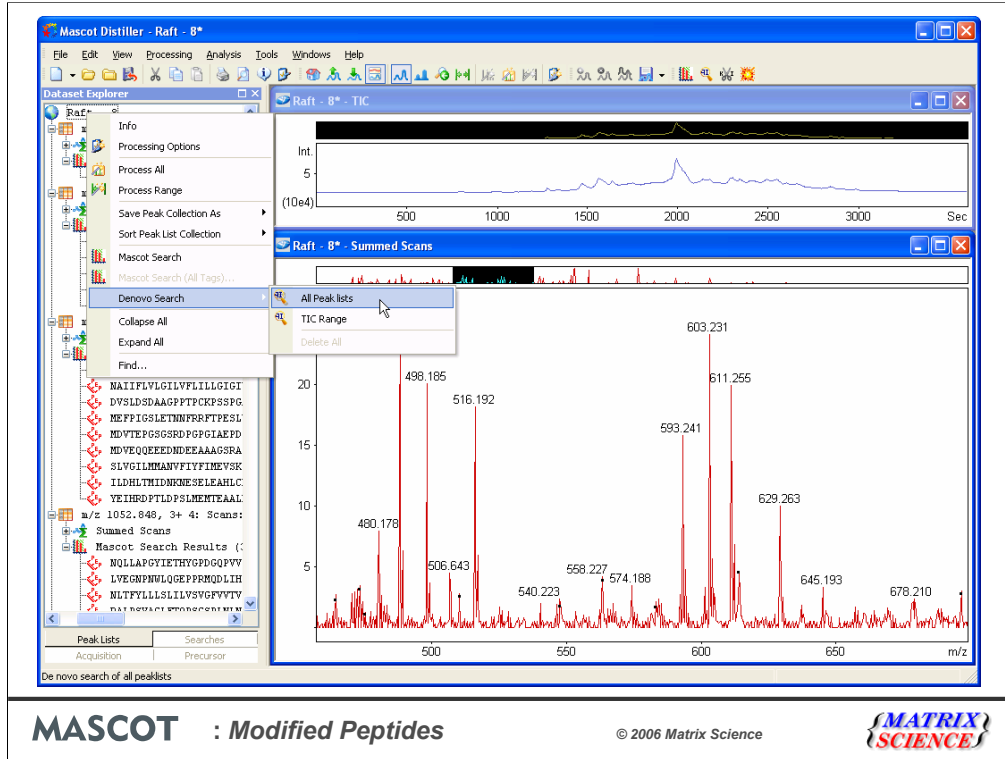 Mascot Distiller - Raft - 8*
File Edit View Processing Analysis Tools Windows Help
Dataset Explorer
Raft - 8
Info
Processing Options
Process All
Process Range
Save Peak Collection As
Sort Peak List Collection
Mascot Search
Mascot Search (All Tags)...
Denovo Search
Collapse All
Expand All
Find...
All Peak lists
TIC Range
Delete All
NAIIFLVLGILVFLILLGIGI
DVSLDSDAAGPPTPCKPSSPG
MEFPIGSLETNNFRRFTPESL
MDVTEPGSGSRDPGPGIAEPD
MDVEQQEEDNDEEAAAGSRA
SLVGILMMANVFIYFIMEVSK
ILDHLTMIDNKNESELEAHLC
YEIHRDPTLDPSLMEMTEAAL
m/z 1052.848, 3+ 4: Scans:
Summed Scans
Mascot Search Results (
NQLLAPGYIETHYGPDGQPVV
LVEGNPNWLQGEPPRMQDLIH
NLTFYLLLSLILVSVGFVVTV
Peak Lists
Searches
Acquisition
Precursor
De novo search of all peaklists
Raft - 8* - TIC
Int.
5
(10e4)
500 1000 1500 2000 2500 3000 Sec
Raft - 8* - Summed Scans
603.231
498.185
611.255
20
516.192
593.241
15
10
629.263
480.178
506.643
558.227
574.188
540.223
645.193
678.210
5
500 550 600 650 m/z
MASCOT : Modified Peptides © 2006 Matrix Science
MATRIX
SCIENCE